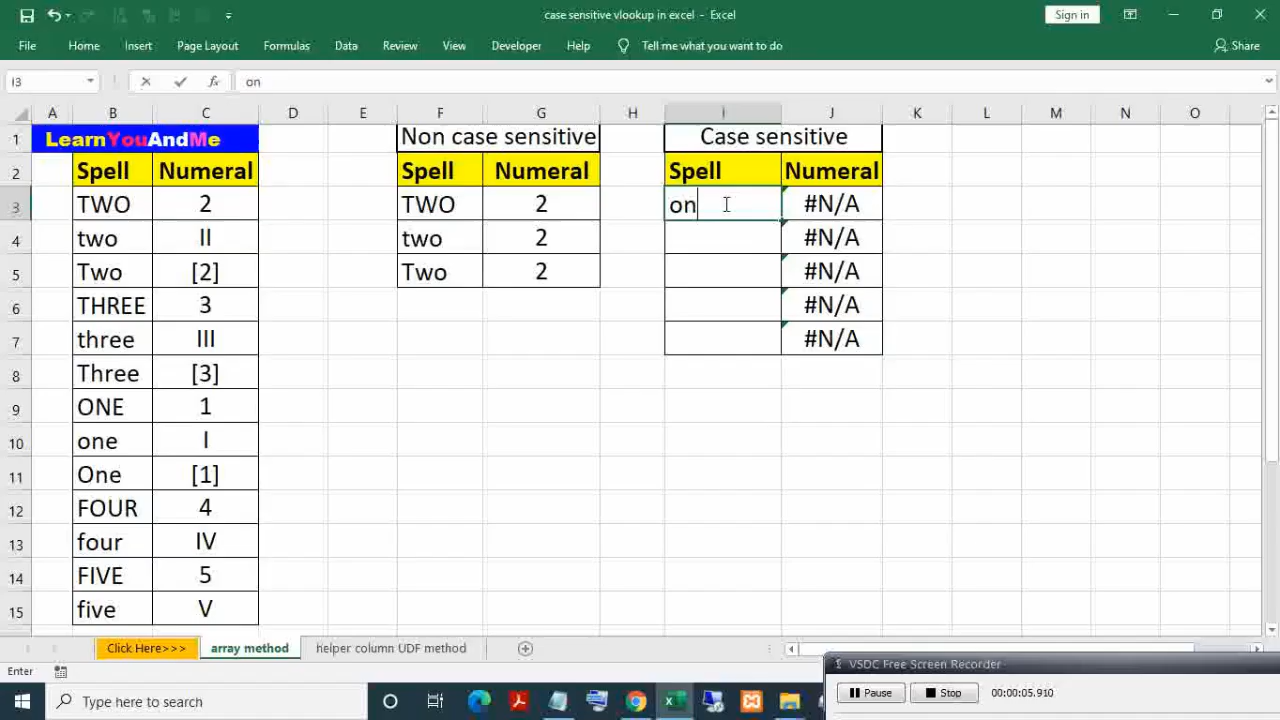 case sensitive vlookup in excel - Excel
Sign in
File Home Insert Page Layout Formulas Data Review View Developer Help Tell me what you want to do Share
I3 fx on
A B C D E F G H I J K L M N O
1 LearnYouAndMe Non case sensitive Case sensitive
2 Spell Numeral Spell Numeral Spell Numeral
3 TWO 2 TWO 2 on #N/A
4 two II two 2 #N/A
5 Two [2] Two 2 #N/A
6 THREE 3 #N/A
7 three III #N/A
8 Three [3]
9 ONE 1
10 one I
11 One [1]
12 FOUR 4
13 four IV
14 FIVE 5
15 five V
Click Here>>> array method helper column UDF method
Enter
VSDC Free Screen Recorder
Pause Stop 00:00:05.910
Type here to search